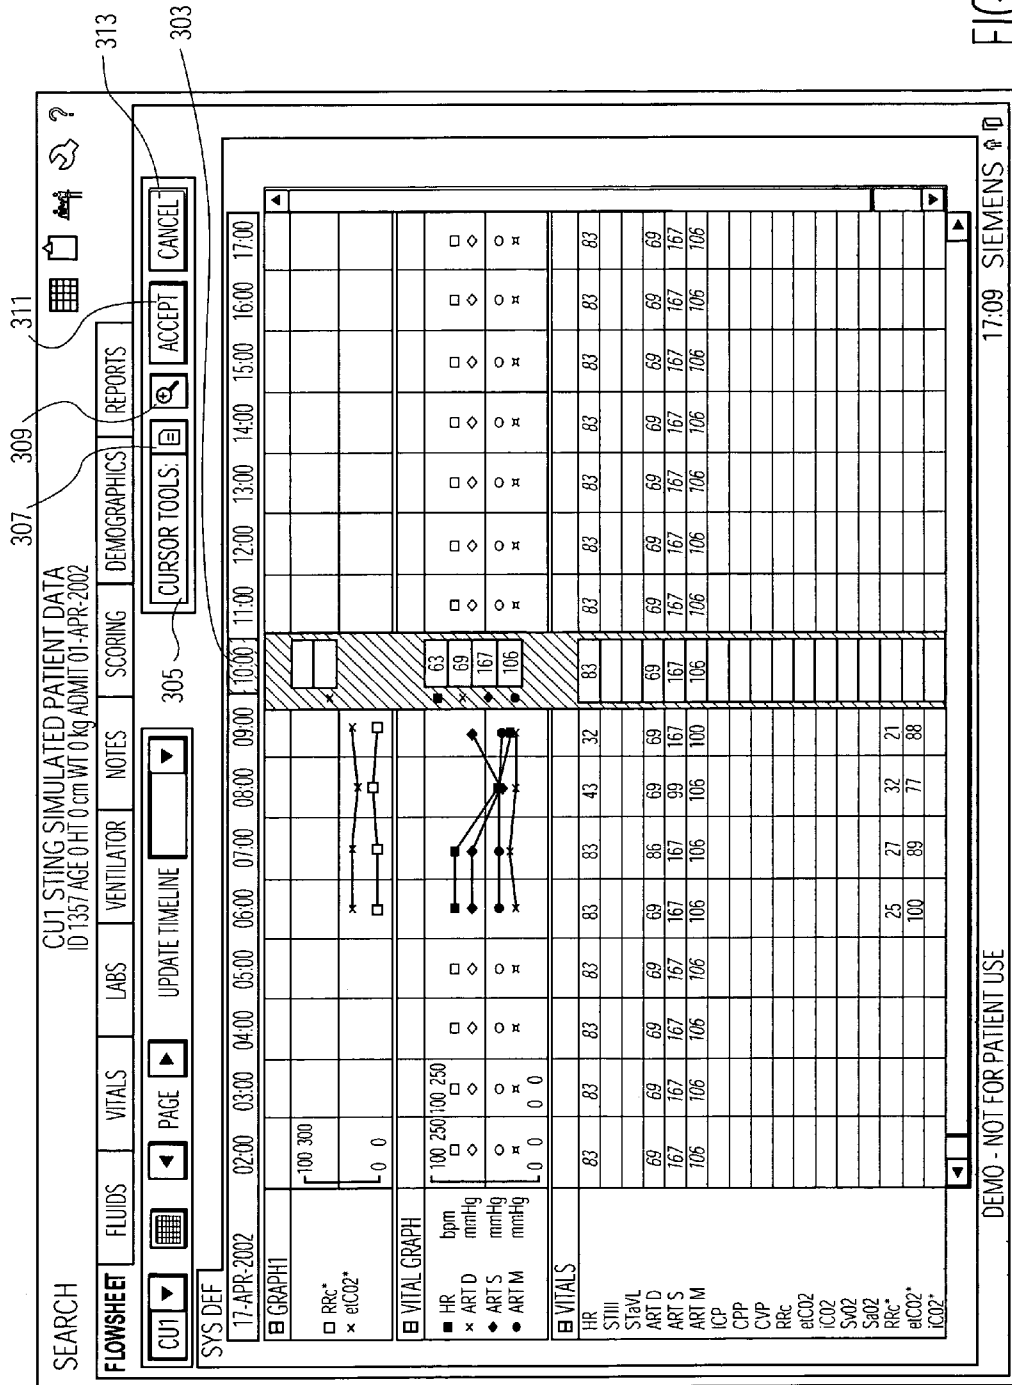 307
309
311
313
303
SEARCH
CU1 STING SIMULATED PATIENT DATA
ID 1357 AGE 0 HT 0 cm WT 0 kg ADMIT 01-APR-2002
?
FLOWSHEET FLUIDS VITALS LABS VENTILATOR NOTES SCORING DEMOGRAPHICS REPORTS
CU1 PAGE UPDATE TIMELINE 305 CURSOR TOOLS: ACCEPT CANCEL
SYS DEF
17-APR-2002 02:00 03:00 04:00 05:00 06:00 07:00 08:00 09:00 10:00 11:00 12:00 13:00 14:00 15:00 16:00 17:00
GRAPH1
100 300
RRc*
etCO2*
0 0
VITAL GRAPH
100 250 100 250
HR bpm 63
ART D mmHg 69
ART S mmHg 167
ART M mmHg 106
0 0 0 0
VITALS
HR 83 83 83 83 83 83 43 32 83 83 83 83 83 83 83 83
STIII
STaVL
ART D 69 69 69 69 69 86 69 69 69 69 69 69 69 69 69 69
ART S 167 167 167 167 167 167 99 167 167 167 167 167 167 167 167 167
ART M 106 106 106 106 106 106 106 100 106 106 106 106 106 106 106 106
ICP
CPP
CVP
RRc
etCO2
iCO2
SvO2
SaO2
RRc* 25 27 32 21
etCO2* 100 89 77 88
iCO2*
DEMO - NOT FOR PATIENT USE 17:09 SIEMENS